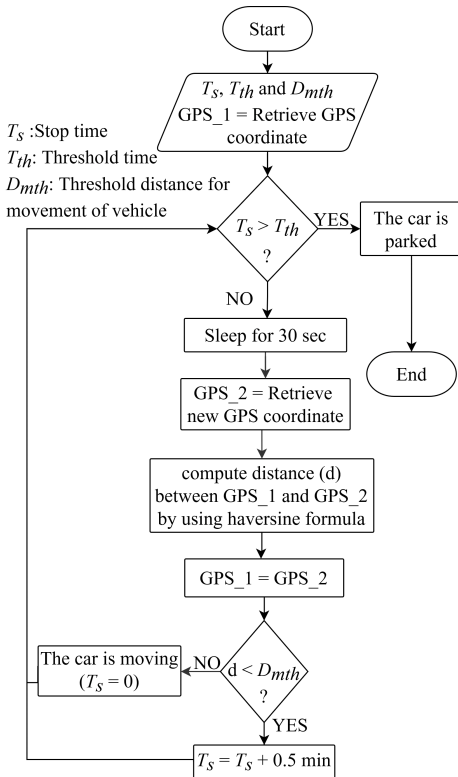 Start
Ts, Tth and Dmth
GPS_1 = Retrieve GPS
coordinate
Ts :Stop time
Tth: Threshold time
Dmth: Threshold distance for
movement of vehicle
Ts > Tth
?
YES
The car is
parked
End
NO
Sleep for 30 sec
GPS_2 = Retrieve
new GPS coordinate
compute distance (d)
between GPS_1 and GPS_2
by using haversine formula
GPS_1 = GPS_2
d < Dmth
?
NO
The car is moving
(Ts = 0)
YES
Ts = Ts + 0.5 min